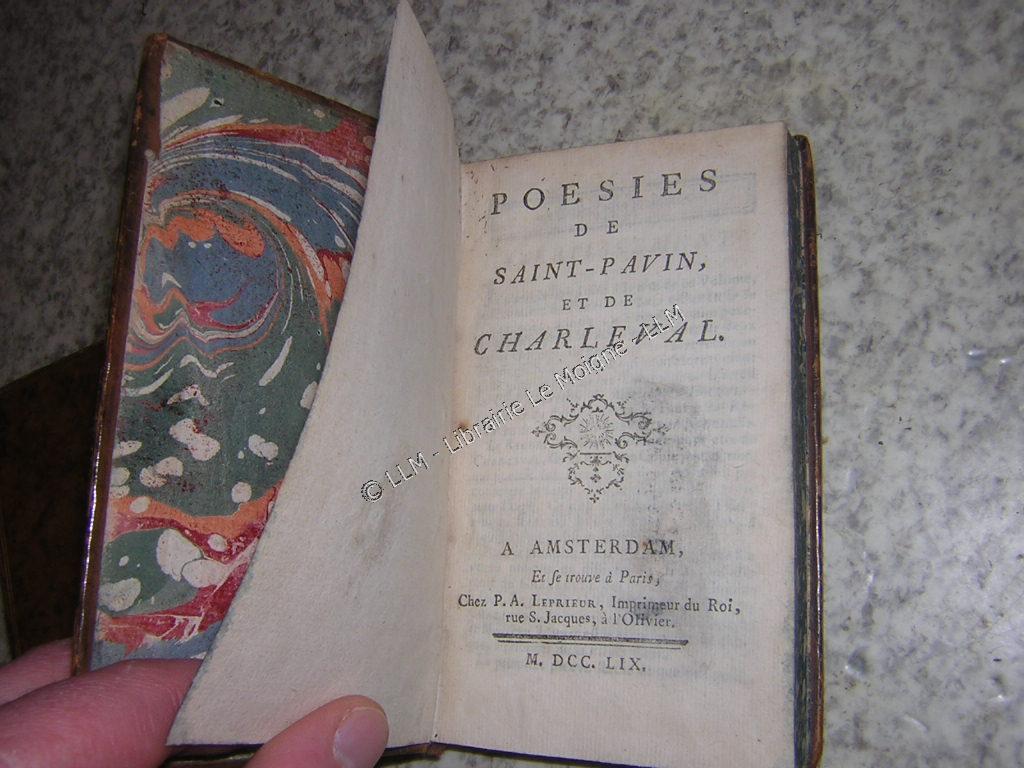 POESIES
DE
SAINT-PAVIN,
ET DE
CHARLEVAL.
© LLM - Librairie Le Moigne - LLM
A AMSTERDAM,
Et se trouve à Paris,
Chez P. A. LEPRIEUR, Imprimeur du Roi,
rue S. Jacques, à l'Olivier.
M. DCC. LIX.